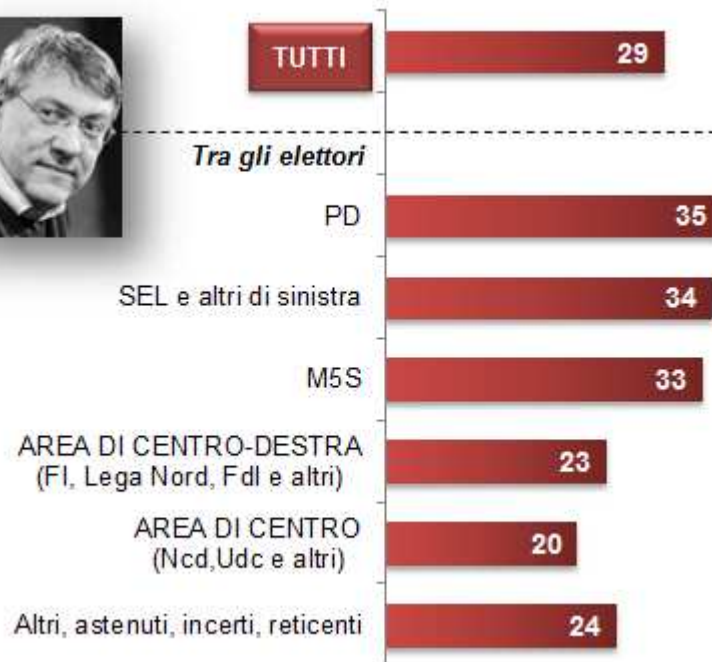 TUTTI 29
Tra gli elettori
PD 35
SEL e altri di sinistra 34
M5S 33
AREA DI CENTRO-DESTRA
(FI, Lega Nord, FdI e altri) 23
AREA DI CENTRO
(Ncd,Udc e altri) 20
Altri, astenuti, incerti, reticenti 24